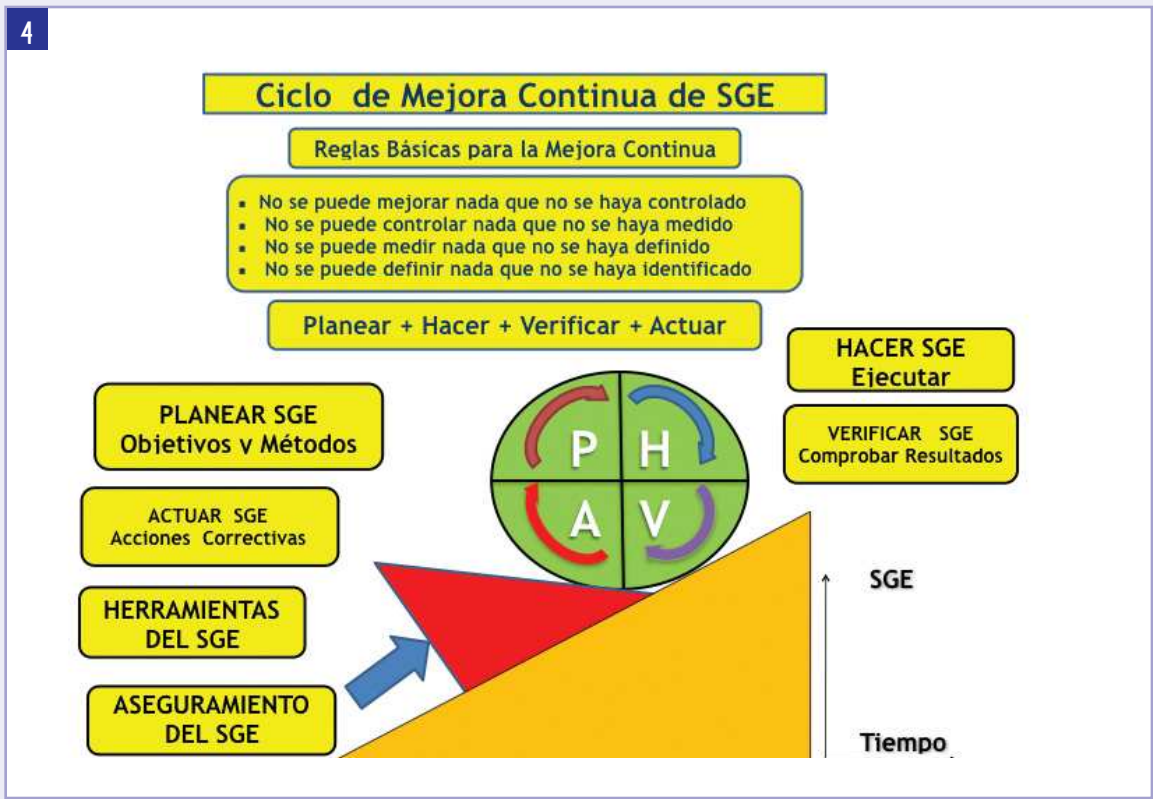 4
Ciclo de Mejora Continua de SGE
Reglas Básicas para la Mejora Continua
▪ No se puede mejorar nada que no se haya controlado
▪ No se puede controlar nada que no se haya medido
▪ No se puede medir nada que no se haya definido
▪ No se puede definir nada que no se haya identificado
Planear + Hacer + Verificar + Actuar
HACER SGE
Ejecutar
PLANEAR SGE
Objetivos y Métodos
VERIFICAR SGE
Comprobar Resultados
P H
A V
ACTUAR SGE
Acciones Correctivas
SGE
HERRAMIENTAS
DEL SGE
ASEGURAMIENTO
DEL SGE
Tiempo